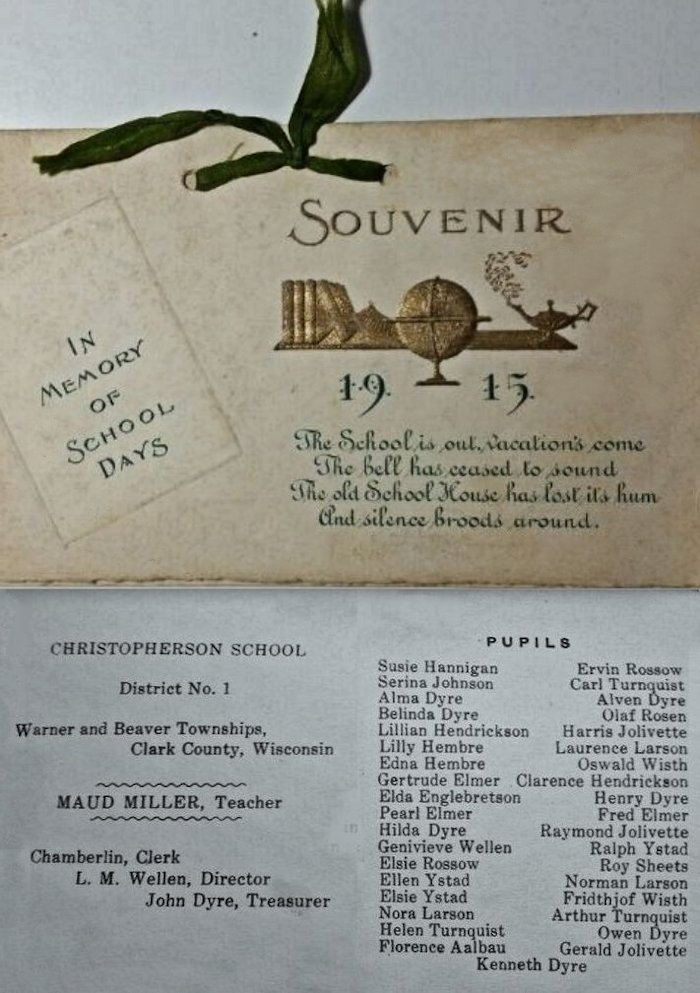 SOUVENIR
IN
MEMORY
OF
SCHOOL
DAYS
19 15.
The School is out, vacation's come
The bell has ceased to sound
The old School House has lost it's hum
And silence broods around.
CHRISTOPHERSON SCHOOL
District No. 1
Warner and Beaver Townships,
Clark County, Wisconsin
MAUD MILLER, Teacher
Chamberlin, Clerk
L. M. Wellen, Director
John Dyre, Treasurer
PUPILS
Susie Hannigan Ervin Rossow
Serina Johnson Carl Turnquist
Alma Dyre Alven Dyre
Belinda Dyre Olaf Rosen
Lillian Hendrickson Harris Jolivette
Lilly Hembre Laurence Larson
Edna Hembre Oswald Wisth
Gertrude Elmer Clarence Hendrickson
Elda Englebretson Henry Dyre
Pearl Elmer Fred Elmer
Hilda Dyre Raymond Jolivette
Genivieve Wellen Ralph Ystad
Elsie Rossow Roy Sheets
Ellen Ystad Norman Larson
Elsie Ystad Fridthjof Wisth
Nora Larson Arthur Turnquist
Helen Turnquist Owen Dyre
Florence Aalbau Gerald Jolivette
Kenneth Dyre